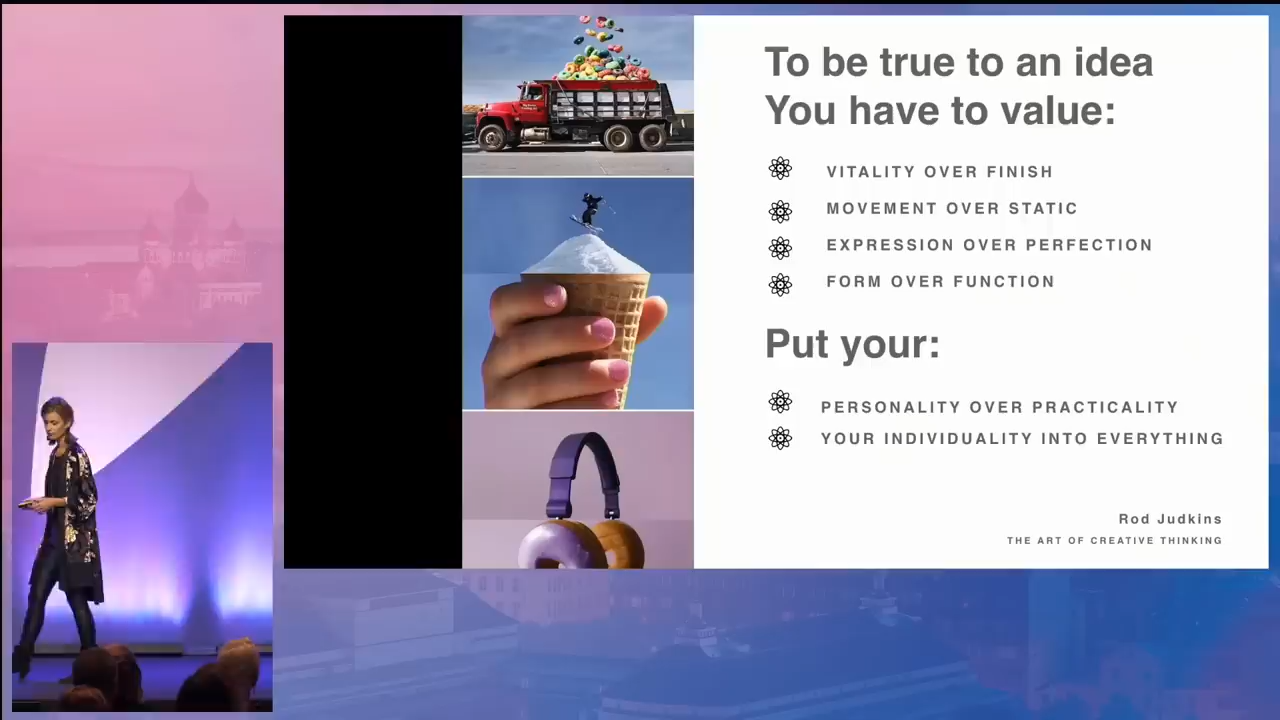 To be true to an idea
You have to value:
VITALITY OVER FINISH
MOVEMENT OVER STATIC
EXPRESSION OVER PERFECTION
FORM OVER FUNCTION
Put your:
PERSONALITY OVER PRACTICALITY
YOUR INDIVIDUALITY INTO EVERYTHING
Rod Judkins
THE ART OF CREATIVE THINKING